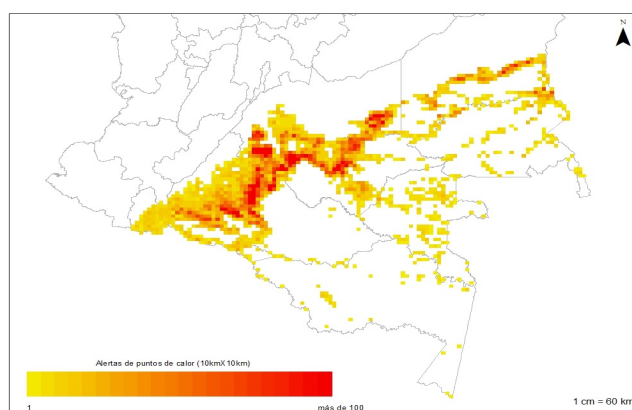 N
Alertas de puntos de calor (10kmX10km)
1 más de 100
1 cm = 60 km